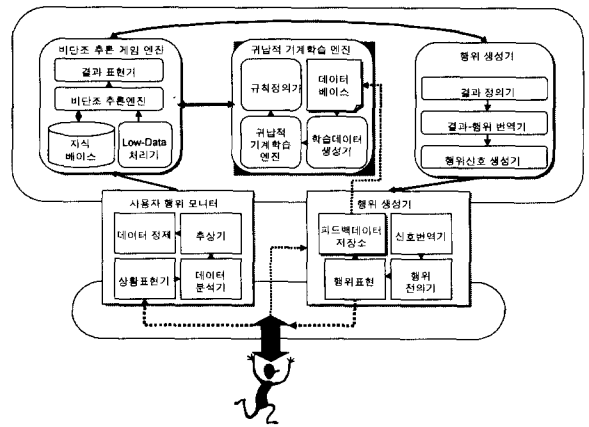 비단조 추론 게임 엔진
결과 표현기
비단조 추론엔진
지식
베이스
Low-Data
처리기
귀납적 기계학습 엔진
규칙정의기
데이터
베이스
귀납적
기계학습
엔진
학습데이터
생성기
행위 생성기
결과 정의기
결과-행위 번역기
행위신호 생성기
사용자 행위 모니터
데이터 정제
추상기
상황표현기
데이터
분석기
행위 생성기
피드백데이터
저장소
신호번역기
행위표현
행위
전의기